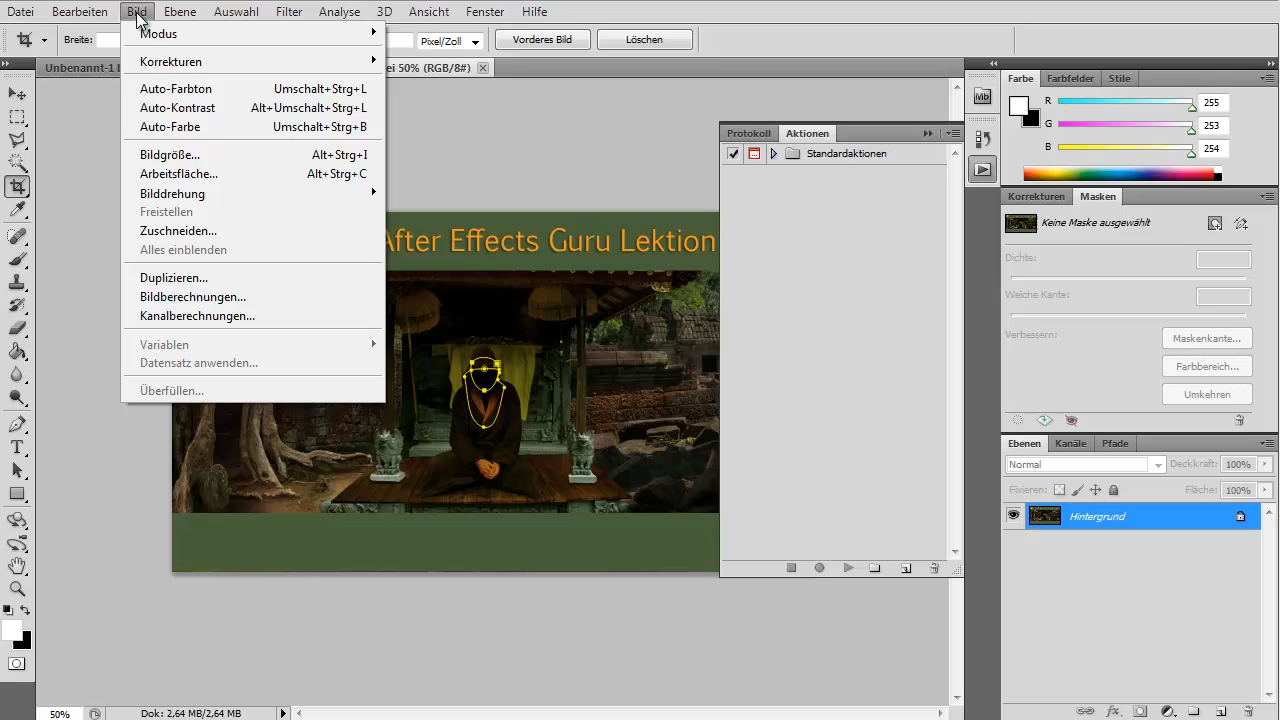 Datei Bearbeiten Bild Ebene Auswahl Filter Analyse 3D Ansicht Fenster Hilfe
Breite: Pixel/Zoll Vorderes Bild Löschen
Unbenannt-1 ei 50% (RGB/8#)
Modus
Korrekturen
Auto-Farbton Umschalt+Strg+L
Auto-Kontrast Alt+Umschalt+Strg+L
Auto-Farbe Umschalt+Strg+B
Bildgröße... Alt+Strg+I
Arbeitsfläche... Alt+Strg+C
Bilddrehung
Freistellen
Zuschneiden...
Alles einblenden
Duplizieren...
Bildberechnungen...
Kanalberechnungen...
Variablen
Datensatz anwenden...
Überfüllen...
After Effects Guru Lektion
Protokoll Aktionen
Standardaktionen
Mb
Farbe Farbfelder Stile
R 255
G 253
B 254
Korrekturen Masken
Keine Maske ausgewählt
Dichte:
Weiche Kante:
Verbessern: Maskenkante...
Farbbereich...
Umkehren
Ebenen Kanäle Pfade
Normal Deckkraft: 100%
Fixieren: Fläche: 100%
Hintergrund
50% Dok: 2,64 MB/2,64 MB